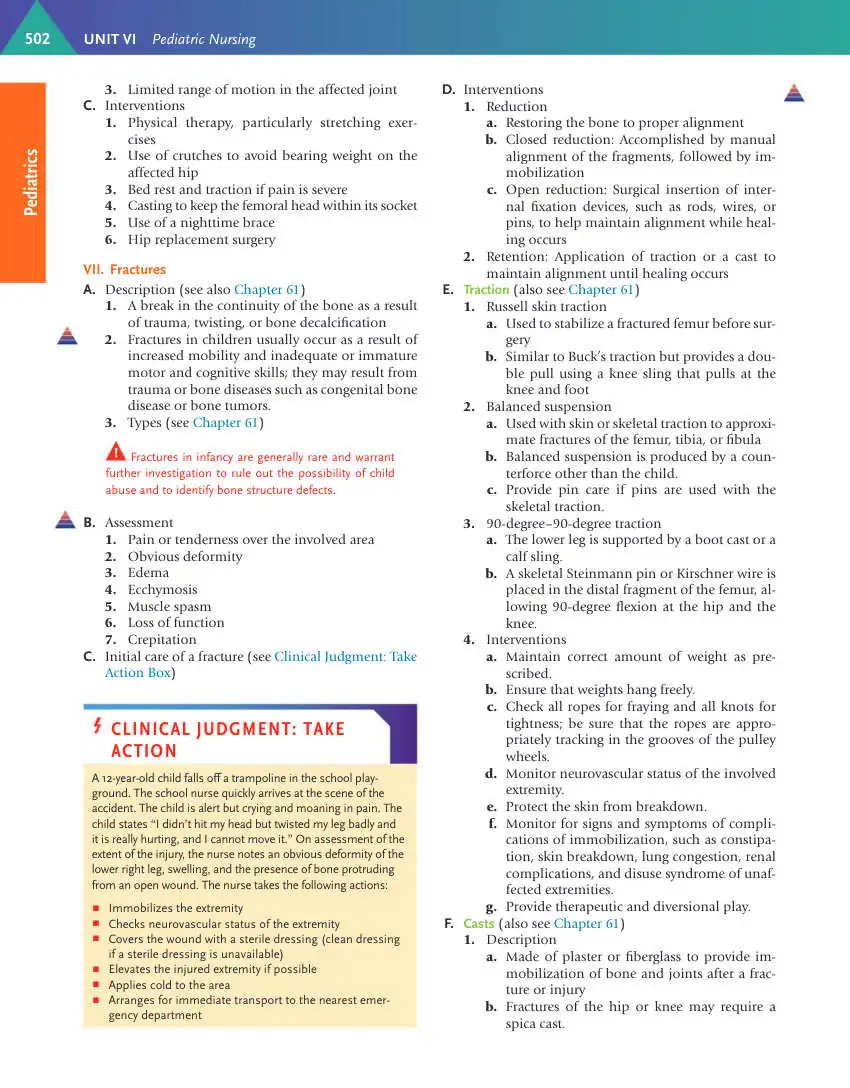 502 UNIT VI Pediatric Nursing
Pediatrics
3. Limited range of motion in the affected joint
C. Interventions
1. Physical therapy, particularly stretching exer-
cises
2. Use of crutches to avoid bearing weight on the
affected hip
3. Bed rest and traction if pain is severe
4. Casting to keep the femoral head within its socket
5. Use of a nighttime brace
6. Hip replacement surgery
VII. Fractures
A. Description (see also Chapter 61)
1. A break in the continuity of the bone as a result
of trauma, twisting, or bone decalcification
2. Fractures in children usually occur as a result of
increased mobility and inadequate or immature
motor and cognitive skills; they may result from
trauma or bone diseases such as congenital bone
disease or bone tumors.
3. Types (see Chapter 61)
Fractures in infancy are generally rare and warrant
further investigation to rule out the possibility of child
abuse and to identify bone structure defects.
B. Assessment
1. Pain or tenderness over the involved area
2. Obvious deformity
3. Edema
4. Ecchymosis
5. Muscle spasm
6. Loss of function
7. Crepitation
C. Initial care of a fracture (see Clinical Judgment: Take
Action Box)
CLINICAL JUDGMENT: TAKE
ACTION
A 12-year-old child falls off a trampoline in the school play-
ground. The school nurse quickly arrives at the scene of the
accident. The child is alert but crying and moaning in pain. The
child states “I didn’t hit my head but twisted my leg badly and
it is really hurting, and I cannot move it.” On assessment of the
extent of the injury, the nurse notes an obvious deformity of the
lower right leg, swelling, and the presence of bone protruding
from an open wound. The nurse takes the following actions:
■ Immobilizes the extremity
■ Checks neurovascular status of the extremity
■ Covers the wound with a sterile dressing (clean dressing
if a sterile dressing is unavailable)
■ Elevates the injured extremity if possible
■ Applies cold to the area
■ Arranges for immediate transport to the nearest emer-
gency department
D. Interventions
1. Reduction
a. Restoring the bone to proper alignment
b. Closed reduction: Accomplished by manual
alignment of the fragments, followed by im-
mobilization
c. Open reduction: Surgical insertion of inter-
nal fixation devices, such as rods, wires, or
pins, to help maintain alignment while heal-
ing occurs
2. Retention: Application of traction or a cast to
maintain alignment until healing occurs
E. Traction (also see Chapter 61)
1. Russell skin traction
a. Used to stabilize a fractured femur before sur-
gery
b. Similar to Buck’s traction but provides a dou-
ble pull using a knee sling that pulls at the
knee and foot
2. Balanced suspension
a. Used with skin or skeletal traction to approxi-
mate fractures of the femur, tibia, or fibula
b. Balanced suspension is produced by a coun-
terforce other than the child.
c. Provide pin care if pins are used with the
skeletal traction.
3. 90-degree–90-degree traction
a. The lower leg is supported by a boot cast or a
calf sling.
b. A skeletal Steinmann pin or Kirschner wire is
placed in the distal fragment of the femur, al-
lowing 90-degree flexion at the hip and the
knee.
4. Interventions
a. Maintain correct amount of weight as pre-
scribed.
b. Ensure that weights hang freely.
c. Check all ropes for fraying and all knots for
tightness; be sure that the ropes are appro-
priately tracking in the grooves of the pulley
wheels.
d. Monitor neurovascular status of the involved
extremity.
e. Protect the skin from breakdown.
f. Monitor for signs and symptoms of compli-
cations of immobilization, such as constipa-
tion, skin breakdown, lung congestion, renal
complications, and disuse syndrome of unaf-
fected extremities.
g. Provide therapeutic and diversional play.
F. Casts (also see Chapter 61)
1. Description
a. Made of plaster or fiberglass to provide im-
mobilization of bone and joints after a frac-
ture or injury
b. Fractures of the hip or knee may require a
spica cast.